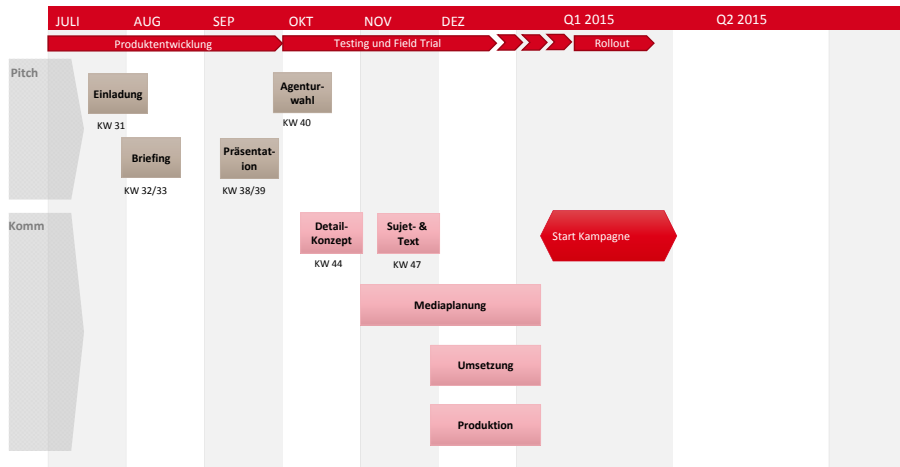 JULI AUG SEP OKT NOV DEZ Q1 2015 Q2 2015
Produktentwicklung Testing und Field Trial Rollout
Pitch
Einladung
KW 31
Agentur-
wahl
KW 40
Briefing
KW 32/33
Präsentat-
ion
KW 38/39
Komm
Detail-
Konzept
KW 44
Sujet- &
Text
KW 47
Start Kampagne
Mediaplanung
Umsetzung
Produktion